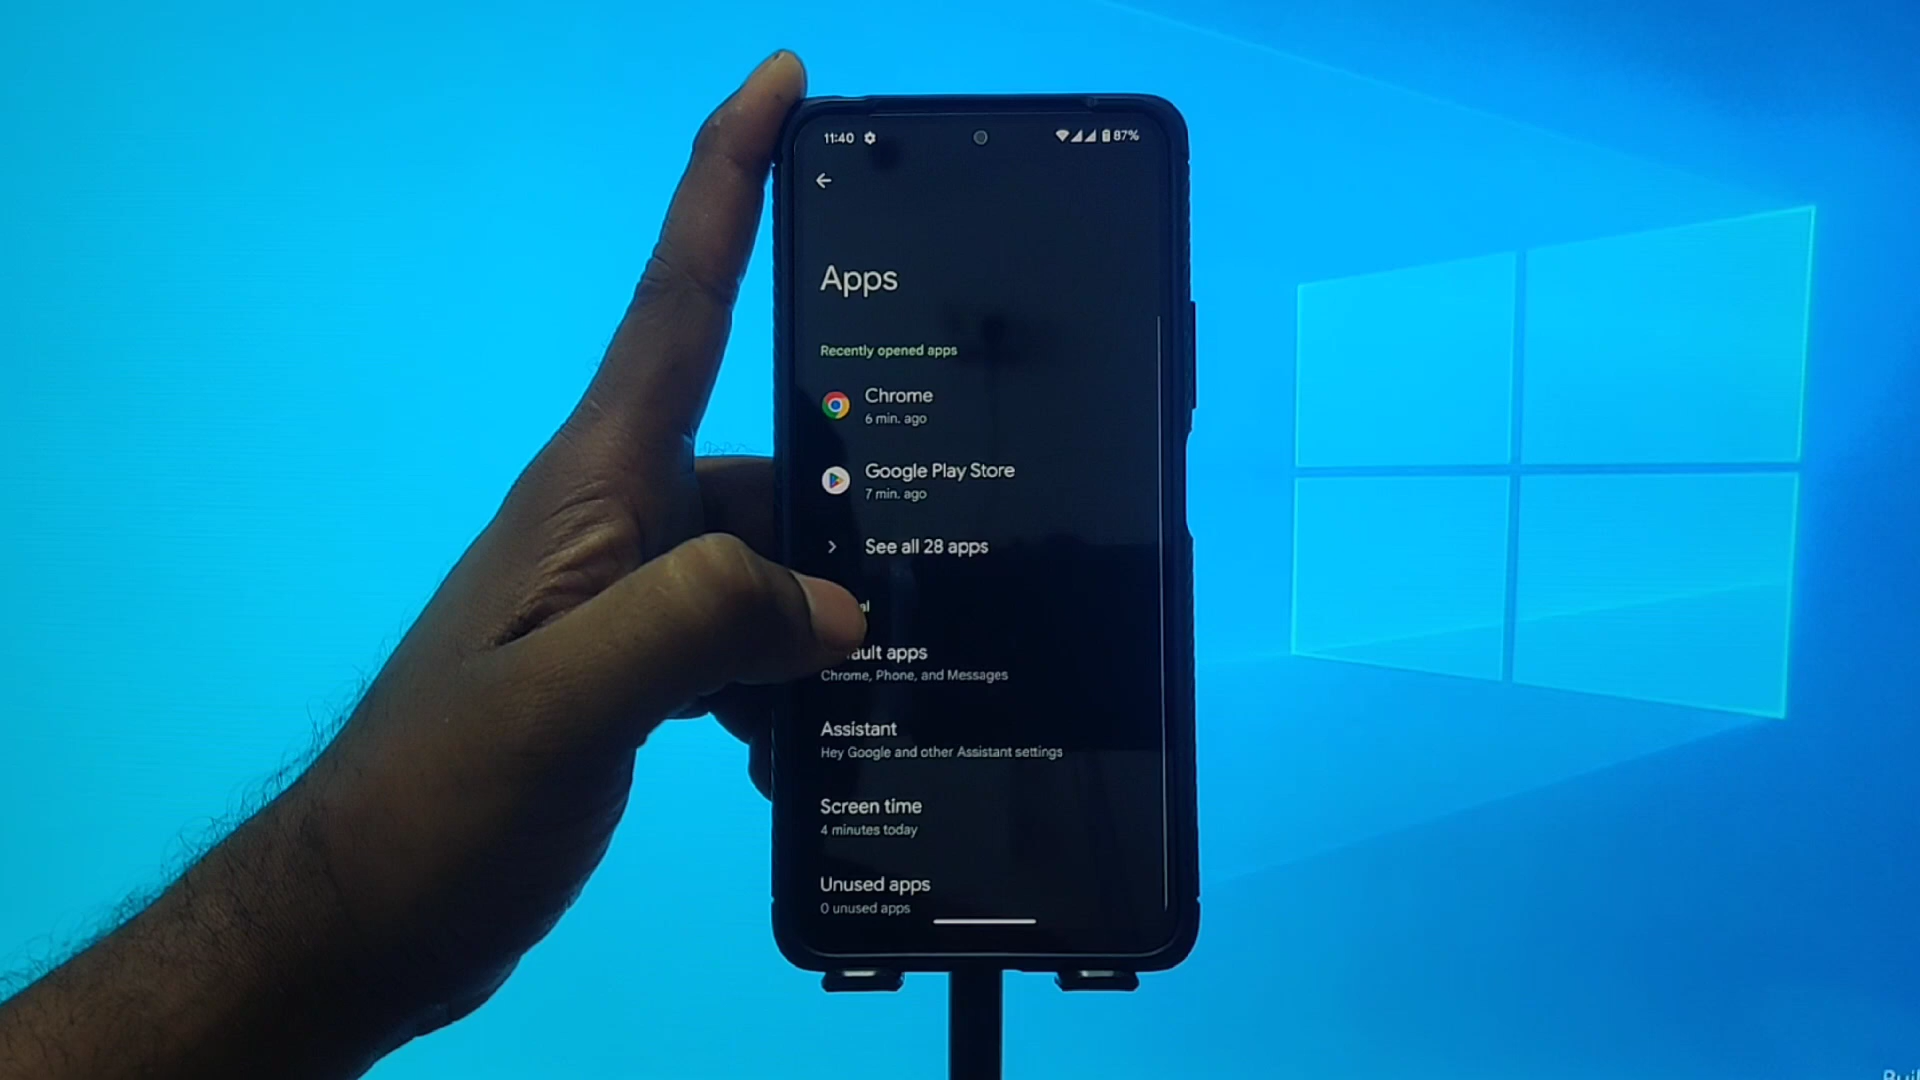 11:40 87%
Apps
Recently opened apps
Chrome
6 min. ago
Google Play Store
7 min. ago
See all 28 apps
al
ault apps
Chrome, Phone, and Messages
Assistant
Hey Google and other Assistant settings
Screen time
4 minutes today
Unused apps
0 unused apps